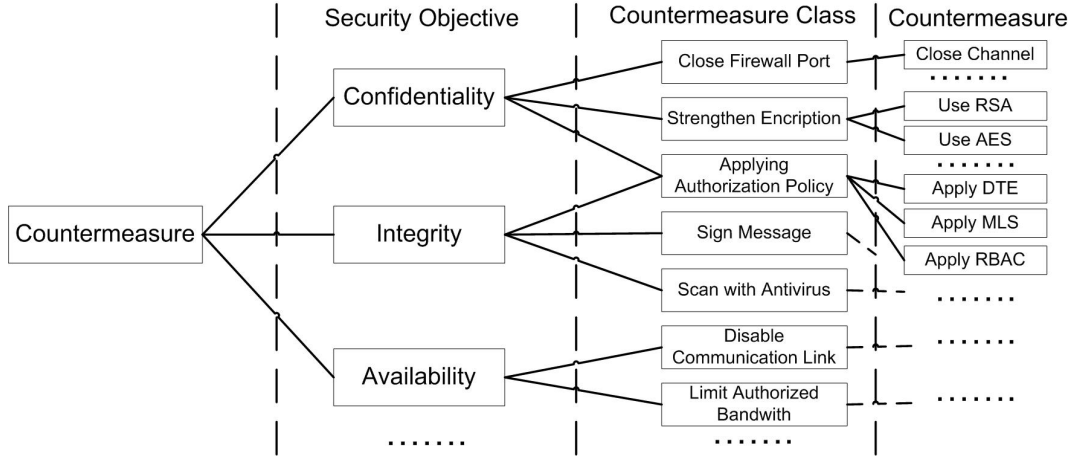 Security Objective
Countermeasure Class
Countermeasure
Countermeasure
Confidentiality
Integrity
Availability
.......
Close Firewall Port
Strengthen Encription
Applying
Authorization Policy
Sign Message
Scan with Antivirus
Disable
Communication Link
Limit Authorized
Bandwith
.......
Close Channel
.......
Use RSA
Use AES
.......
Apply DTE
Apply MLS
Apply RBAC
.......
.......
.......